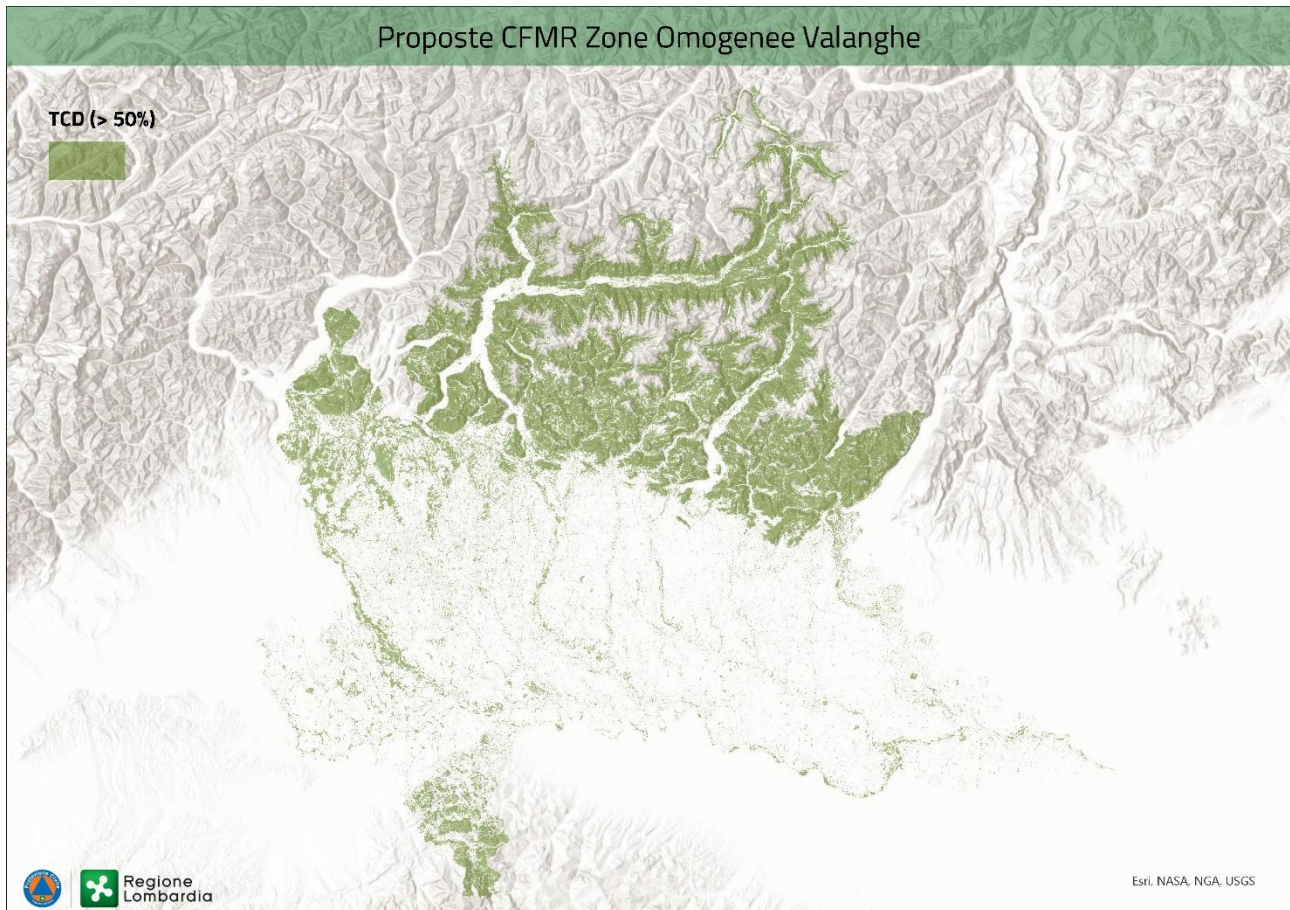 Proposte CFMR Zone Omogenee Valanghe
TCD (> 50%)
Regione
Lombardia
Esri, NASA, NGA, USGS